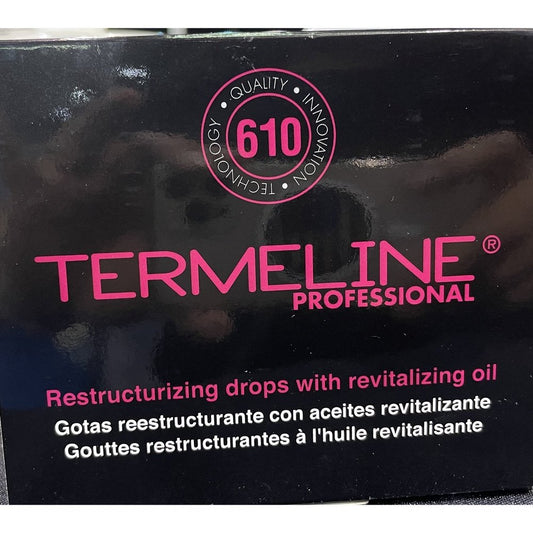 QUALITY • INNOVATION • TECHNOLOGY •
610
TERMELINE®
PROFESSIONAL
Restructurizing drops with revitalizing oil
Gotas reestructurante con aceites revitalizante
Gouttes restructurantes à l'huile revitalisante